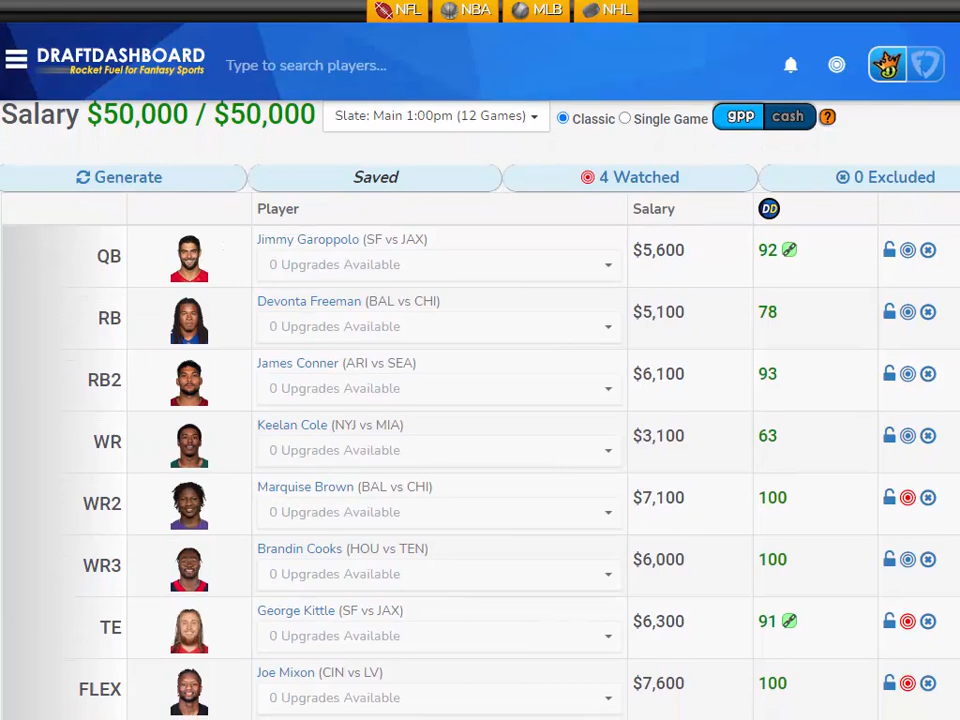 NFL NBA MLB NHL
DRAFTDASHBOARD
Rocket Fuel for Fantasy Sports
Type to search players...
Salary $50,000 / $50,000
Slate: Main 1:00pm (12 Games)
Classic Single Game
gpp cash ?
Generate Saved 4 Watched 0 Excluded
Player Salary DD
QB Jimmy Garoppolo (SF vs JAX) $5,600 92
0 Upgrades Available
RB Devonta Freeman (BAL vs CHI) $5,100 78
0 Upgrades Available
RB2 James Conner (ARI vs SEA) $6,100 93
0 Upgrades Available
WR Keelan Cole (NYJ vs MIA) $3,100 63
0 Upgrades Available
WR2 Marquise Brown (BAL vs CHI) $7,100 100
0 Upgrades Available
WR3 Brandin Cooks (HOU vs TEN) $6,000 100
0 Upgrades Available
TE George Kittle (SF vs JAX) $6,300 91
0 Upgrades Available
FLEX Joe Mixon (CIN vs LV) $7,600 100
0 Upgrades Available